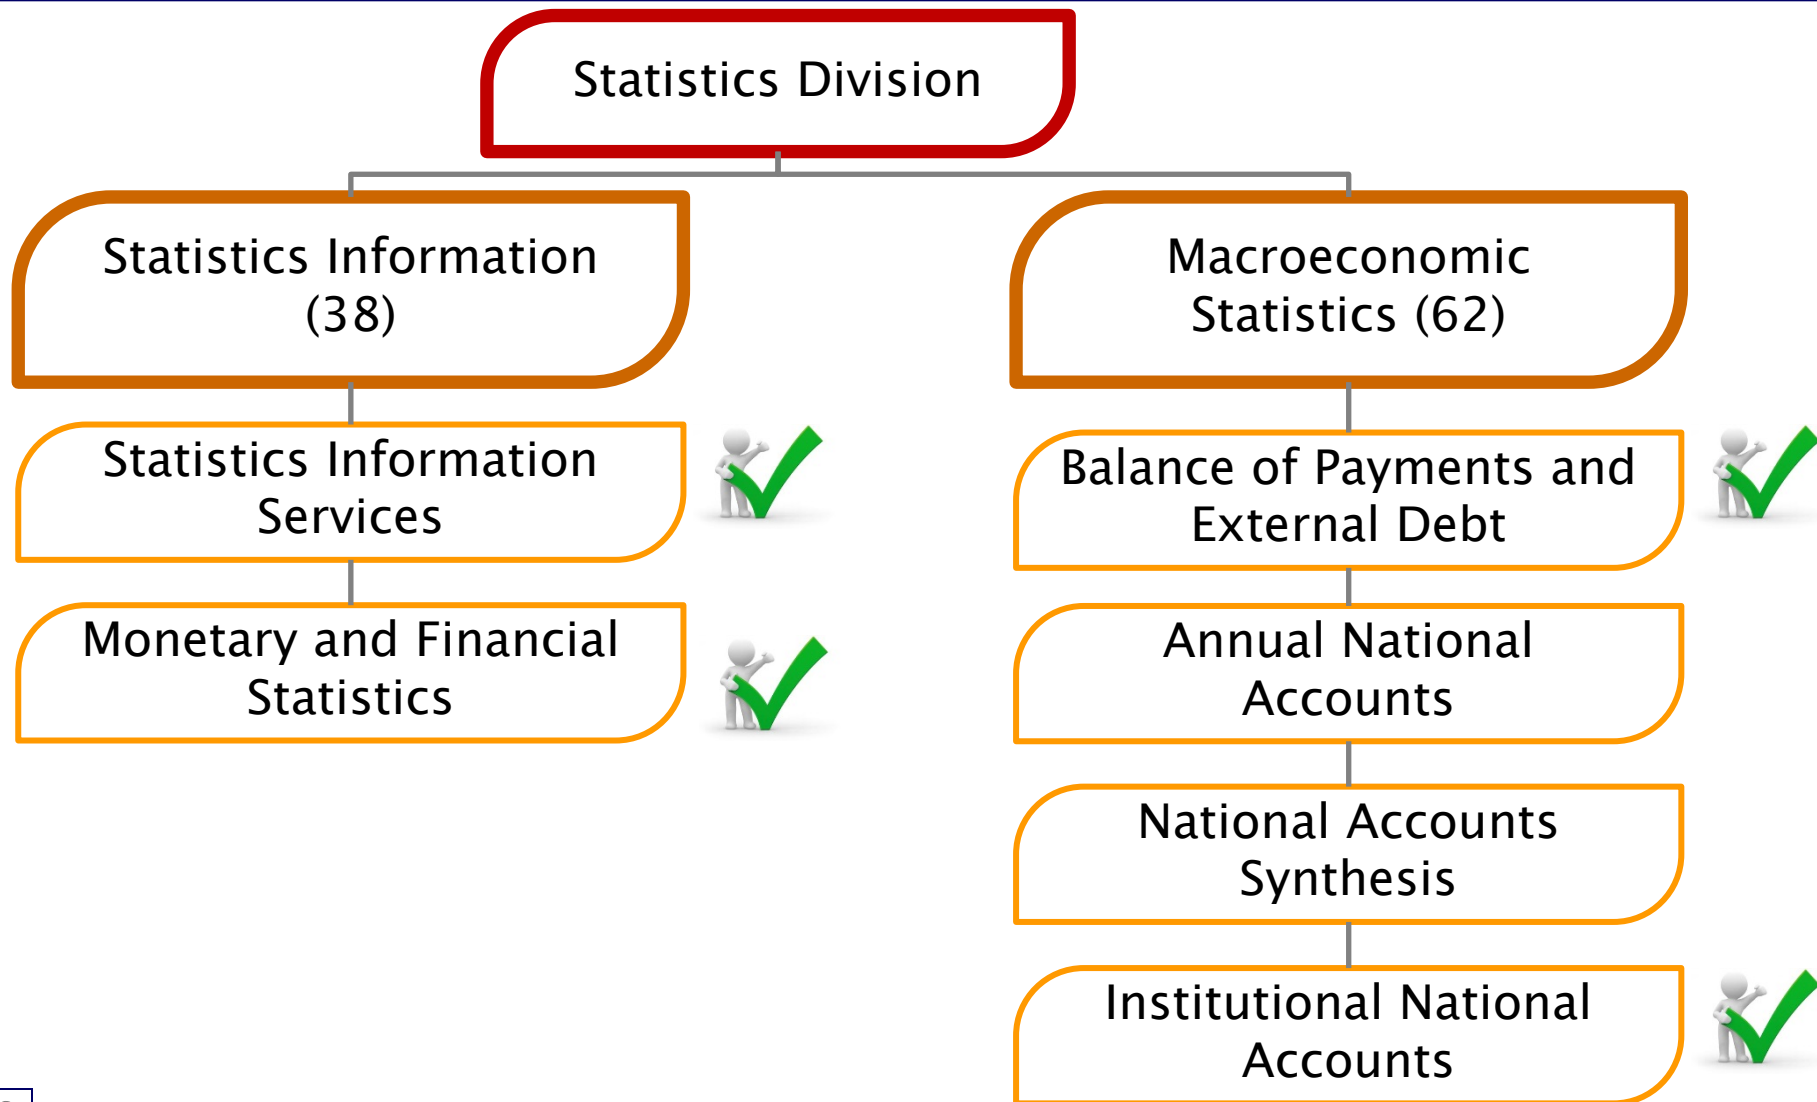 Statistics Division
Statistics Information
(38)
Macroeconomic
Statistics (62)
Statistics Information
Services
Balance of Payments and
External Debt
Monetary and Financial
Statistics
Annual National
Accounts
National Accounts
Synthesis
Institutional National
Accounts